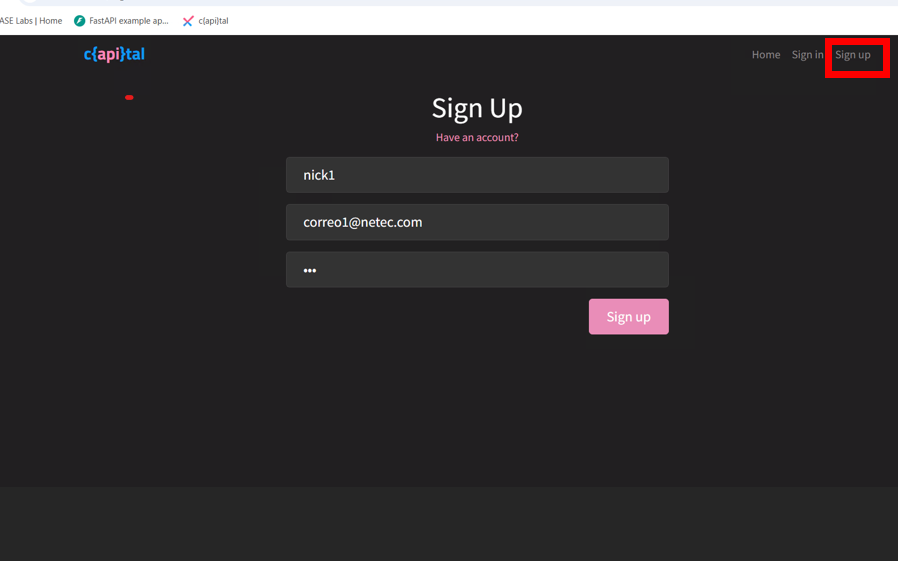 ASE Labs | Home FastAPI example ap... c{api}tal
c{api}tal Home Sign in Sign up
Sign Up
Have an account?
nick1
correo1@netec.com
•••
Sign up